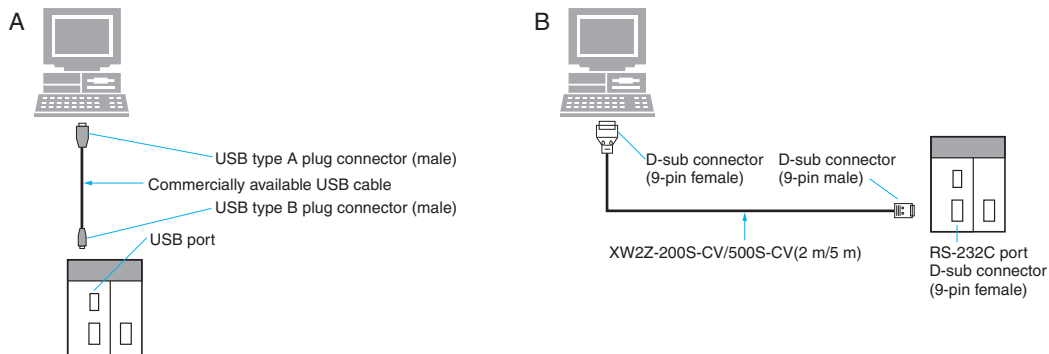 A
USB type A plug connector (male)
Commercially available USB cable
USB type B plug connector (male)
USB port
B
D-sub connector
(9-pin female)
D-sub connector
(9-pin male)
XW2Z-200S-CV/500S-CV(2 m/5 m)
RS-232C port
D-sub connector
(9-pin female)